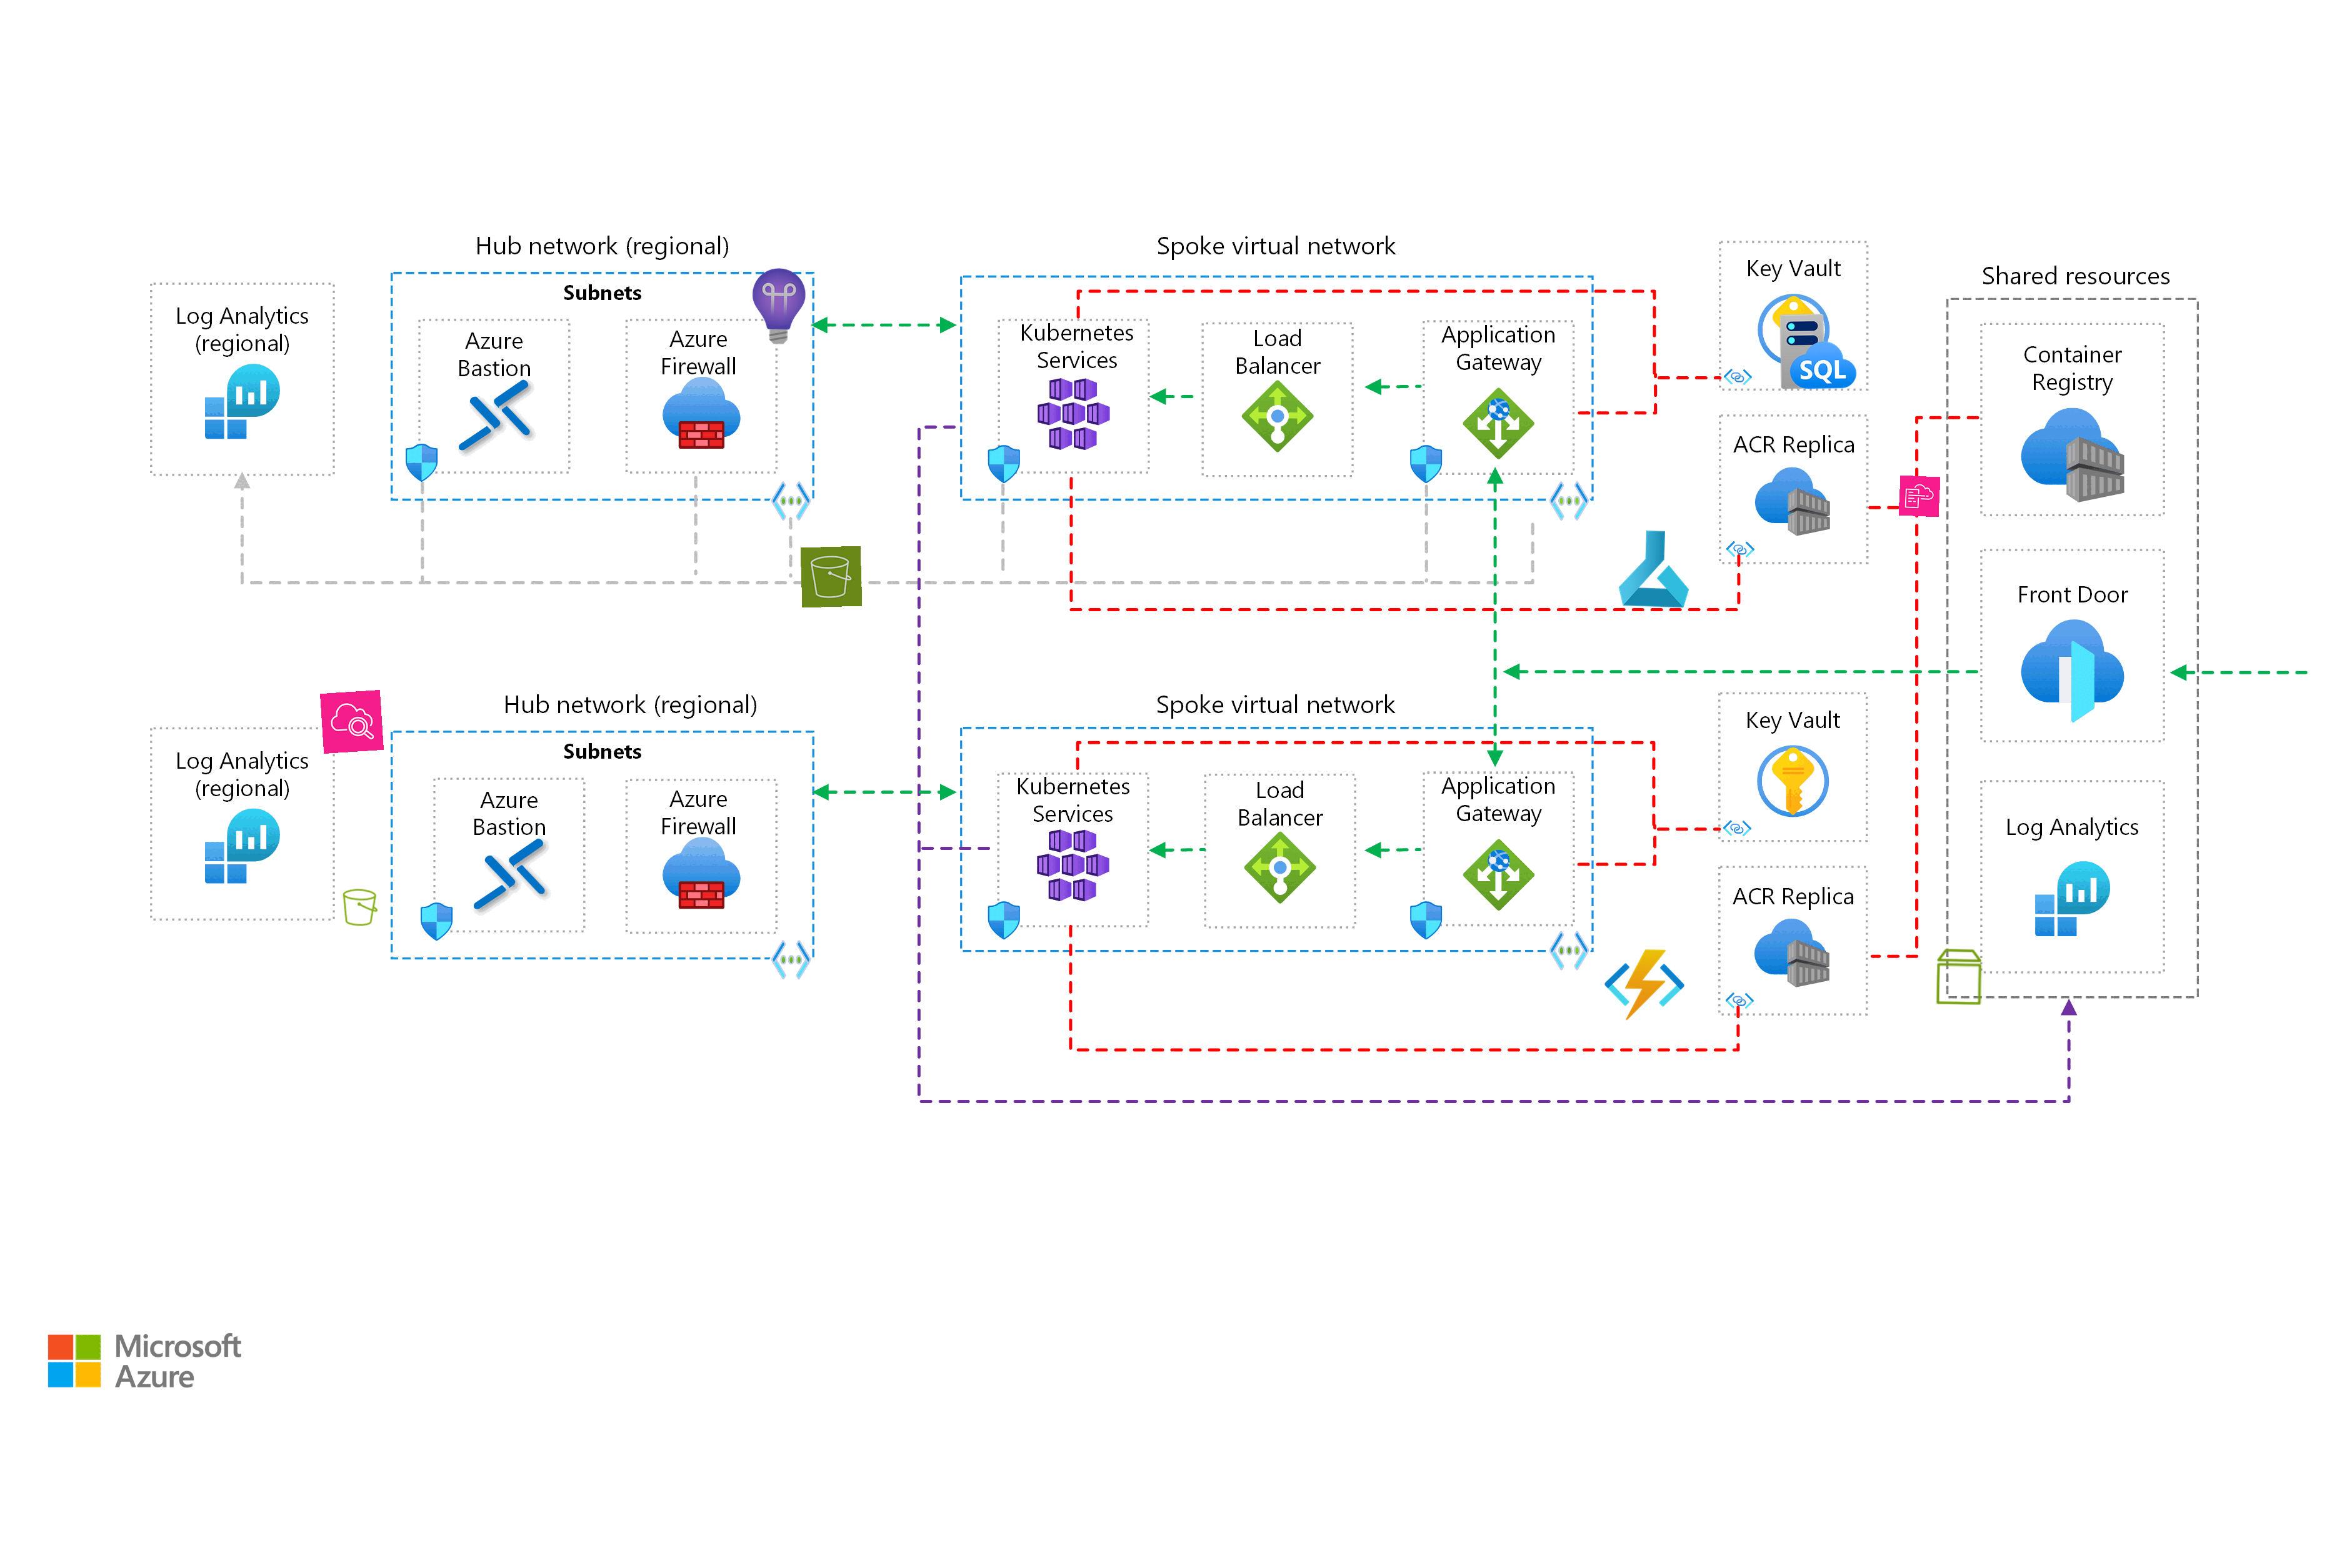 Hub network (regional)
Spoke virtual network
Key Vault
Shared resources
Subnets
Log Analytics
(regional)
Azure
Bastion
Azure
Firewall
Kubernetes
Services
Load
Balancer
Application
Gateway
SQL
Container
Registry
ACR Replica
Front Door
Hub network (regional)
Spoke virtual network
Key Vault
Subnets
Log Analytics
(regional)
Azure
Bastion
Azure
Firewall
Kubernetes
Services
Load
Balancer
Application
Gateway
Log Analytics
ACR Replica
Microsoft
Azure